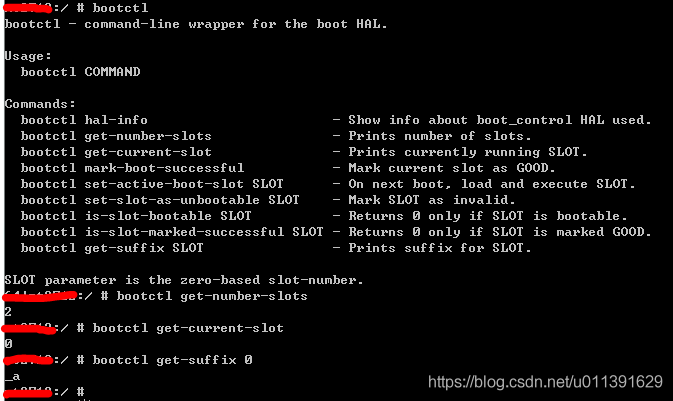 :/ # bootctl
bootctl - command-line wrapper for the boot HAL.
Usage:
bootctl COMMAND
Commands:
bootctl hal-info - Show info about boot_control HAL used.
bootctl get-number-slots - Prints number of slots.
bootctl get-current-slot - Prints currently running SLOT.
bootctl mark-boot-successful - Mark current slot as GOOD.
bootctl set-active-boot-slot SLOT - On next boot, load and execute SLOT.
bootctl set-slot-as-unbootable SLOT - Mark SLOT as invalid.
bootctl is-slot-bootable SLOT - Returns 0 only if SLOT is bootable.
bootctl is-slot-marked-successful SLOT - Returns 0 only if SLOT is marked GOOD.
bootctl get-suffix SLOT - Prints suffix for SLOT.
SLOT parameter is the zero-based slot-number.
:/ # bootctl get-number-slots
2
:/ # bootctl get-current-slot
0
:/ # bootctl get-suffix 0
_a
:/ #
https://blog.csdn.net/u011391629